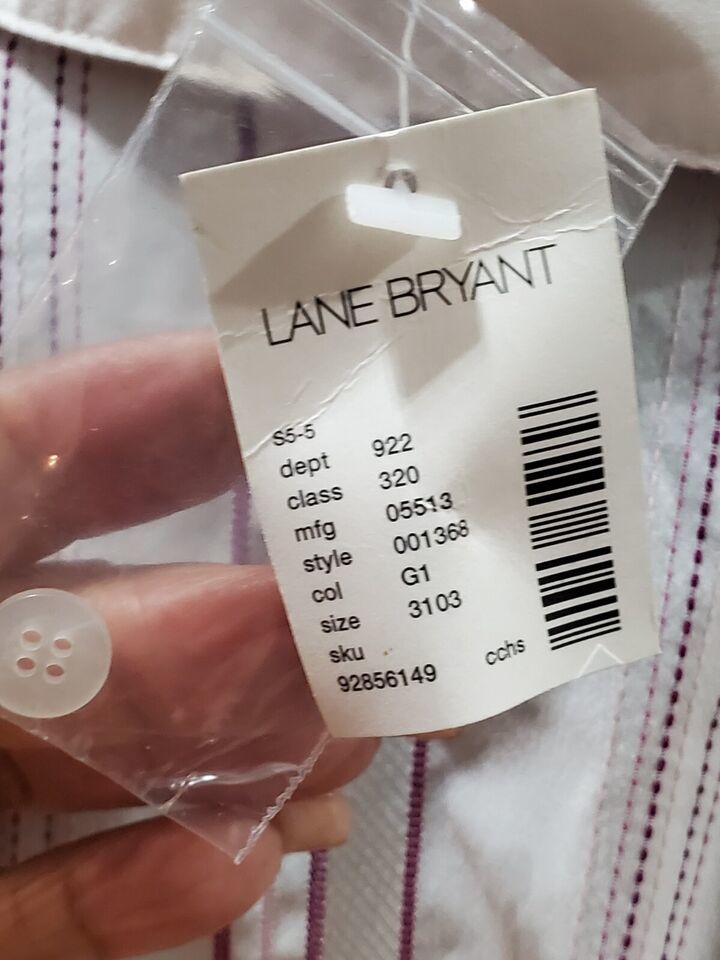 LANE BRYANT
S5-5
dept 922
class 320
mfg 05513
style 001368
col G1
size 3103
sku
92856149 cchs